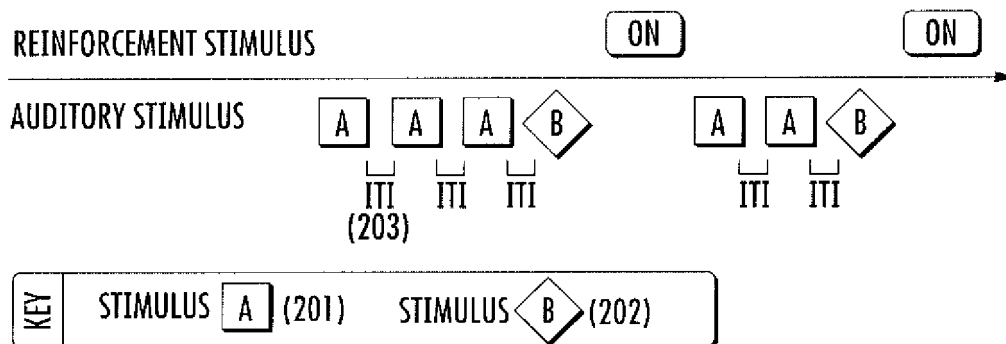 REINFORCEMENT STIMULUS ON ON
AUDITORY STIMULUS A A A B A A B
ITI ITI ITI ITI ITI
(203)
KEY STIMULUS A (201) STIMULUS B (202)